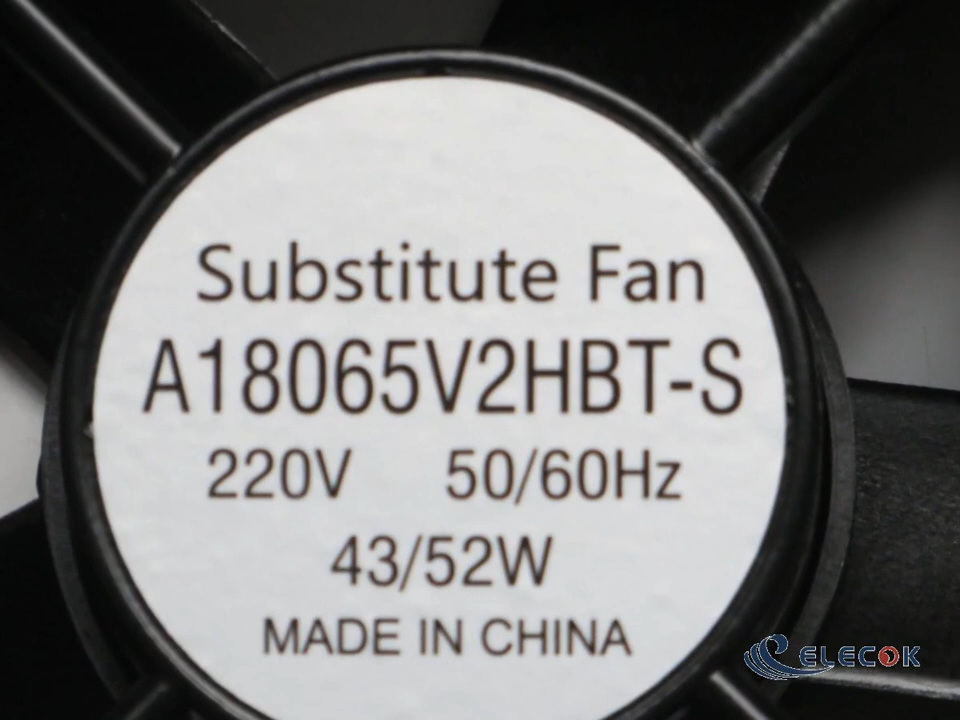 Substitute Fan
A18065V2HBT-S
220V 50/60Hz
43/52W
MADE IN CHINA
ELECOK